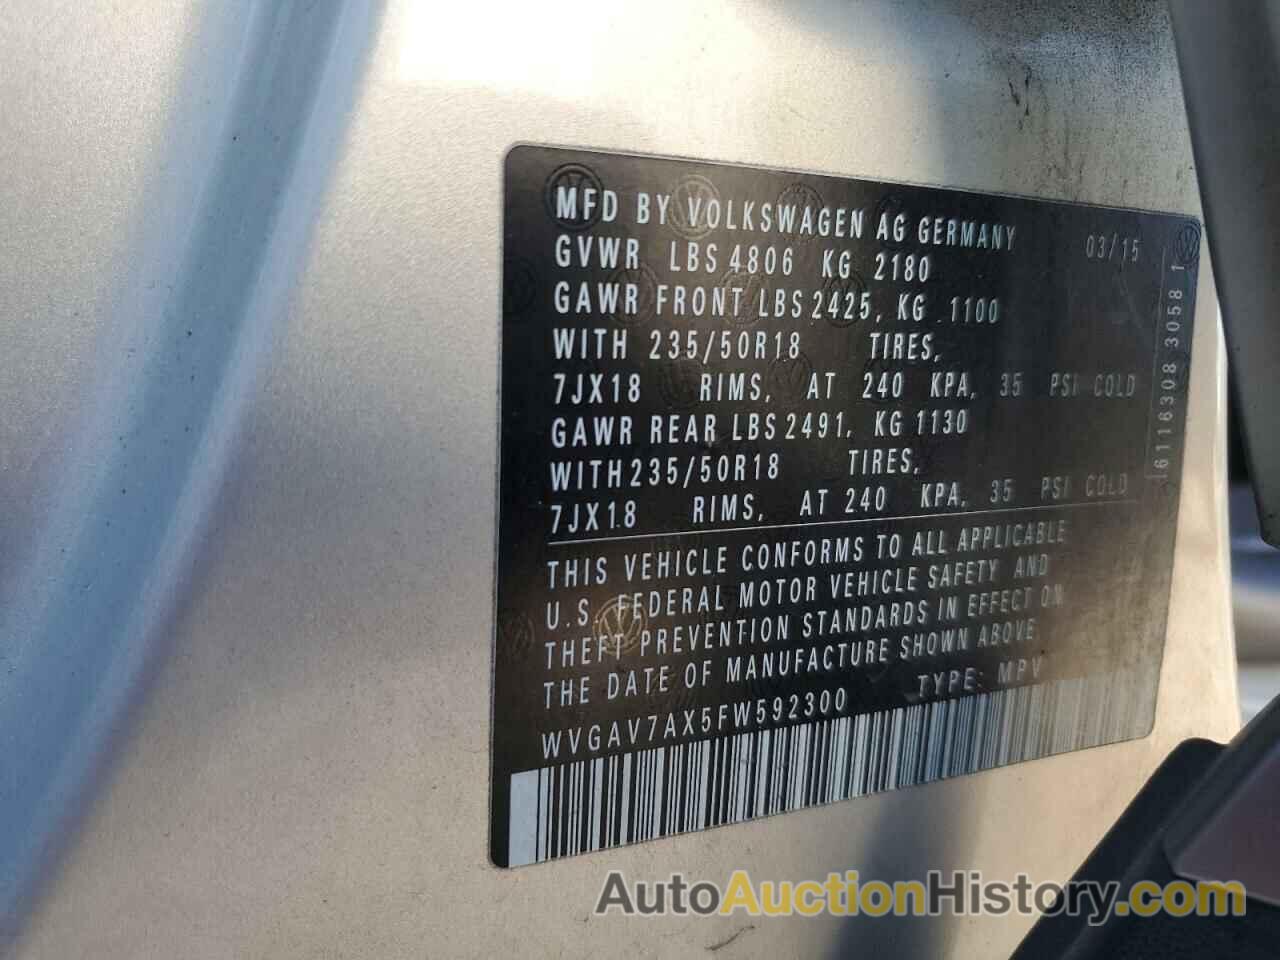 MFD BY VOLKSWAGEN AG GERMANY 03/15
GVWR LBS 4806 KG 2180
GAWR FRONT LBS 2425, KG 1100
WITH 235/50R18 TIRES,
7JX18 RIMS, AT 240 KPA, 35 PSI COLD
GAWR REAR LBS 2491, KG 1130
WITH 235/50R18 TIRES,
7JX18 RIMS, AT 240 KPA, 35 PSI COLD
THIS VEHICLE CONFORMS TO ALL APPLICABLE
U.S. FEDERAL MOTOR VEHICLE SAFETY AND
THEFT PREVENTION STANDARDS IN EFFECT ON
THE DATE OF MANUFACTURE SHOWN ABOVE
WVGAV7AX5FW592300 TYPE: MPV
6116308 3058 1
AutoAuctionHistory.com